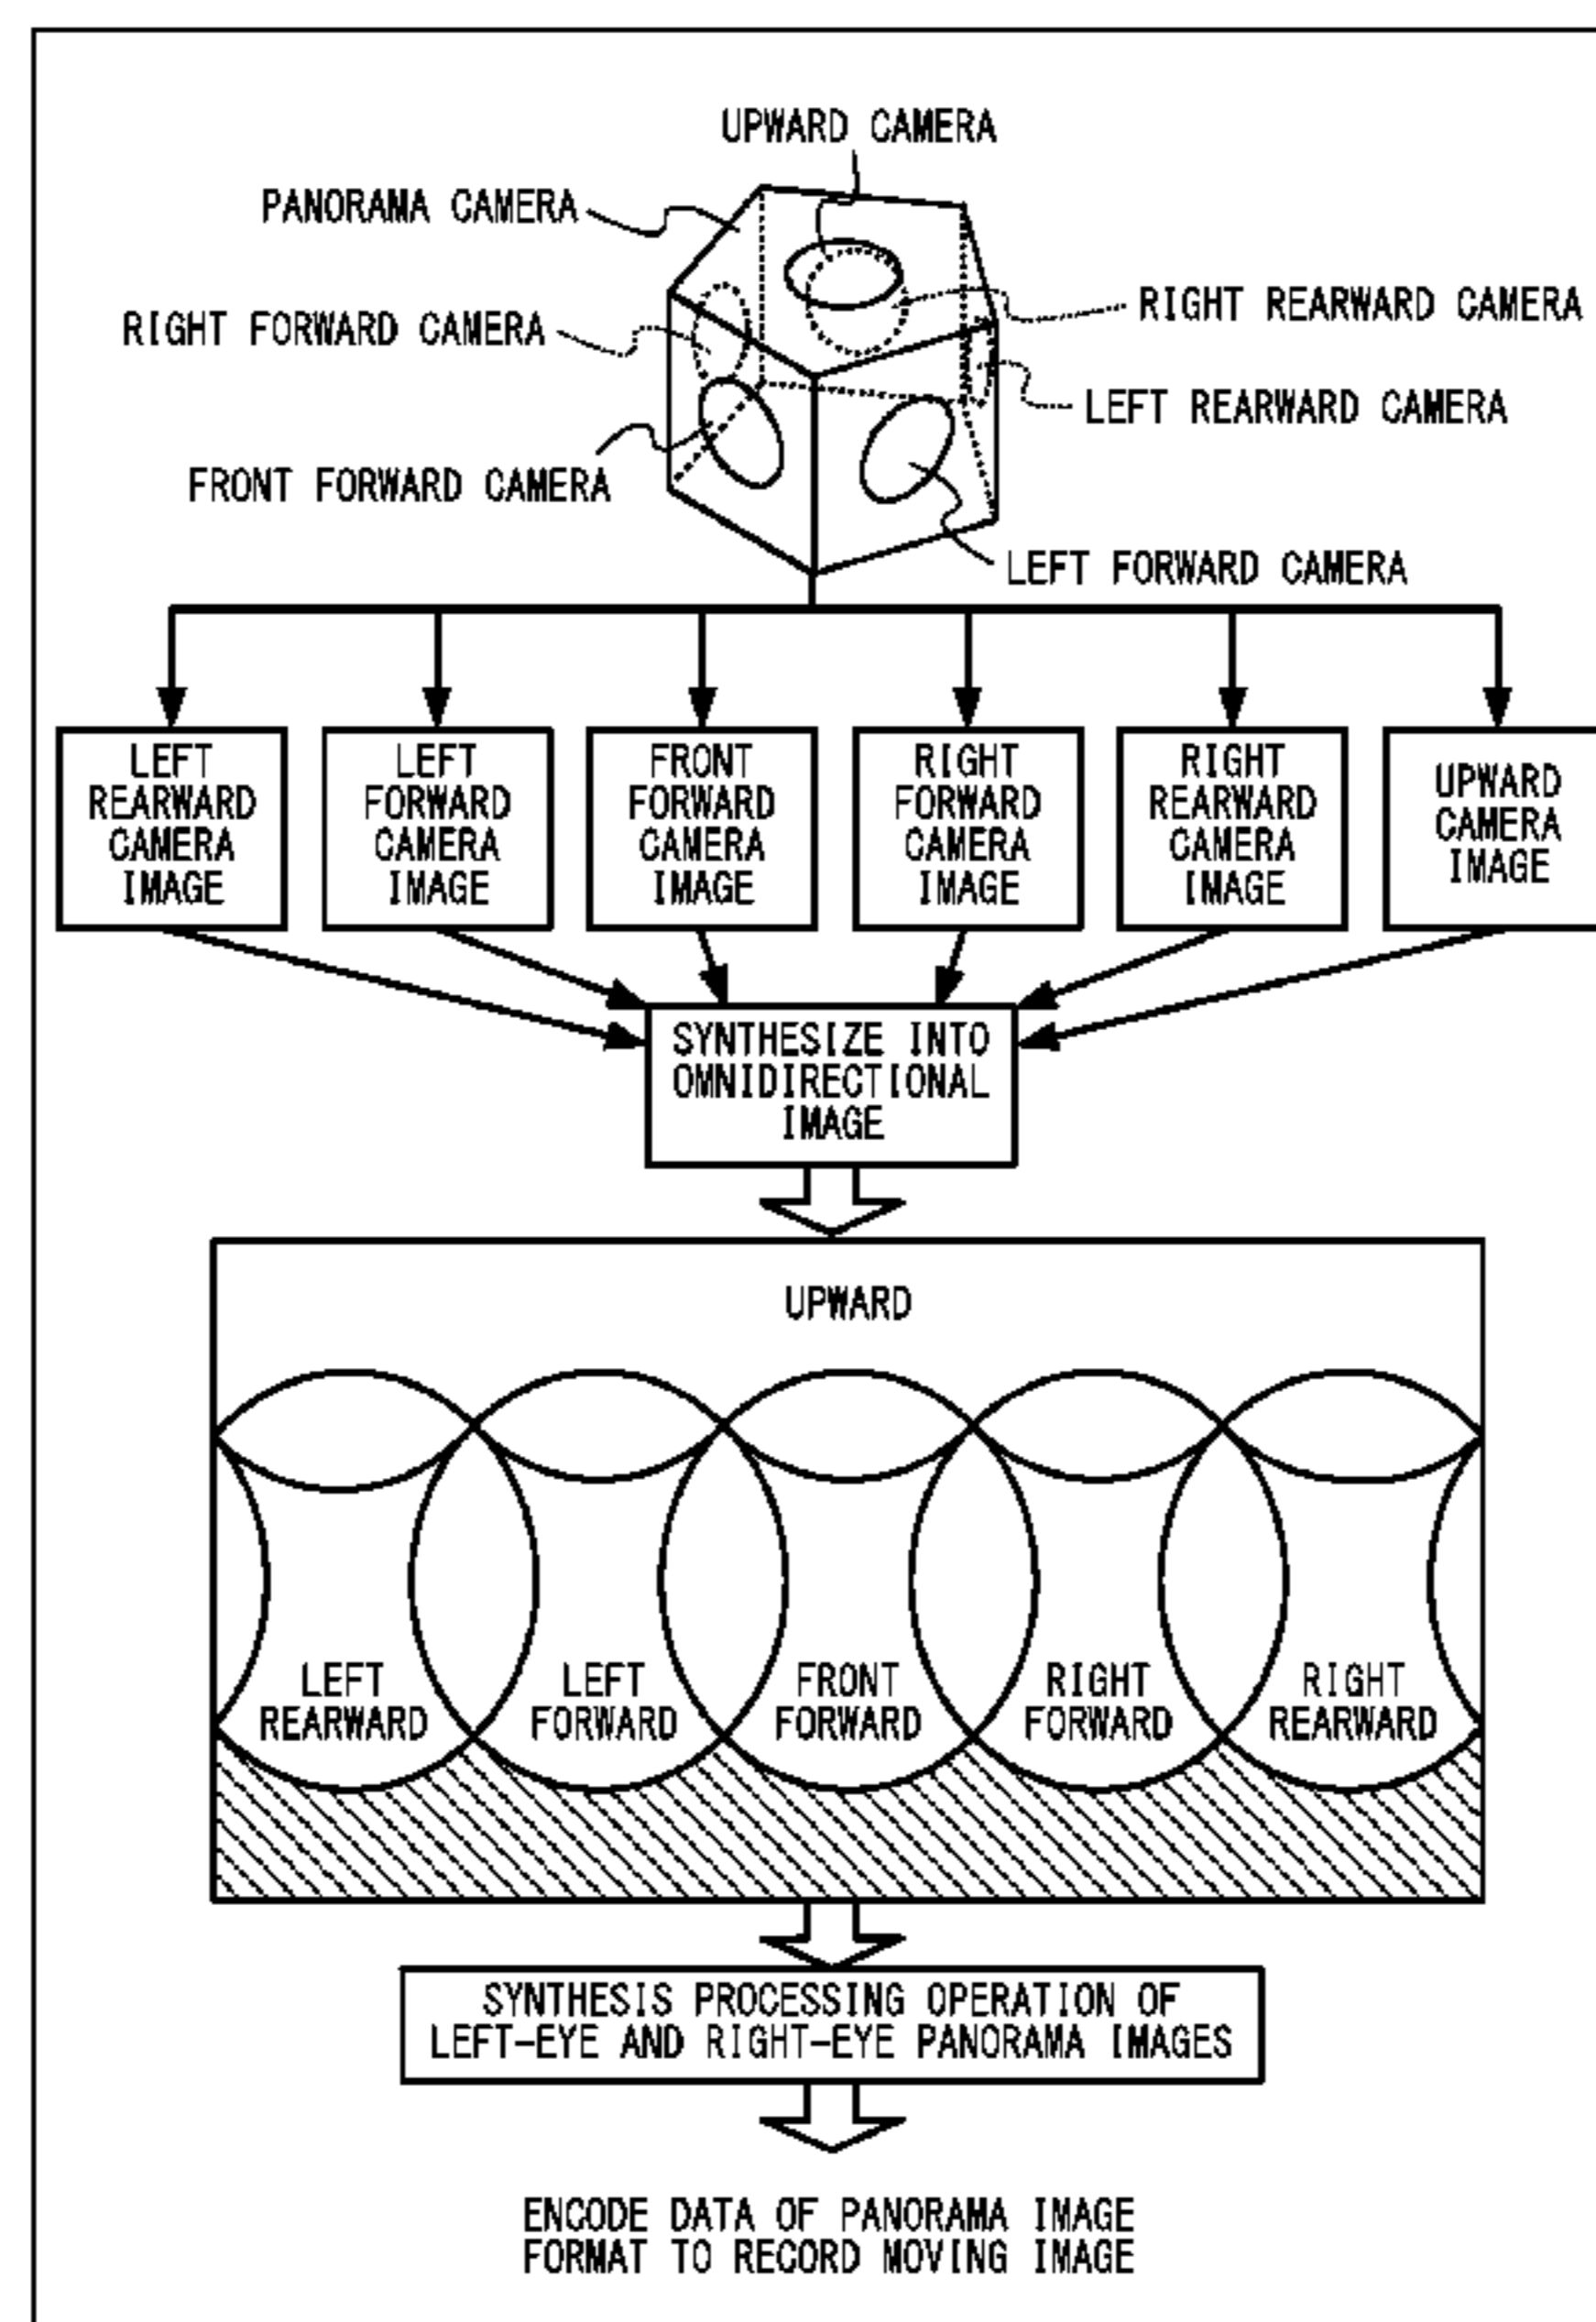 UPWARD CAMERA
PANORAMA CAMERA
RIGHT FORWARD CAMERA
RIGHT REARWARD CAMERA
LEFT REARWARD CAMERA
FRONT FORWARD CAMERA
LEFT FORWARD CAMERA
LEFT
REARWARD
CAMERA
IMAGE
LEFT
FORWARD
CAMERA
IMAGE
FRONT
FORWARD
CAMERA
IMAGE
RIGHT
FORWARD
CAMERA
IMAGE
RIGHT
REARWARD
CAMERA
IMAGE
UPWARD
CAMERA
IMAGE
SYNTHESIZE INTO
OMNIDIRECTIONAL
IMAGE
UPWARD
LEFT
REARWARD
LEFT
FORWARD
FRONT
FORWARD
RIGHT
FORWARD
RIGHT
REARWARD
SYNTHESIS PROCESSING OPERATION OF
LEFT-EYE AND RIGHT-EYE PANORAMA IMAGES
ENCODE DATA OF PANORAMA IMAGE
FORMAT TO RECORD MOVING IMAGE